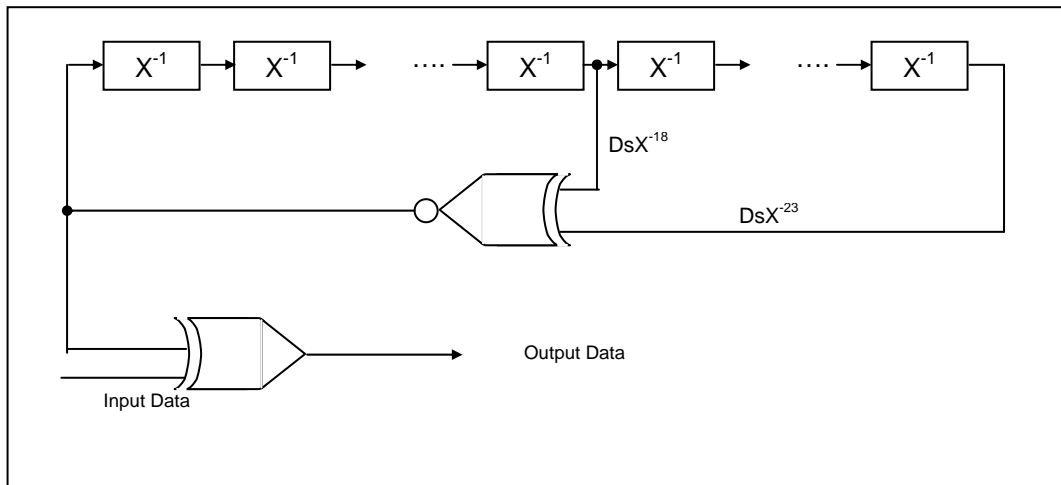 X⁻¹ X⁻¹ .... X⁻¹ X⁻¹ .... X⁻¹
DsX⁻¹⁸
DsX⁻²³
Output Data
Input Data